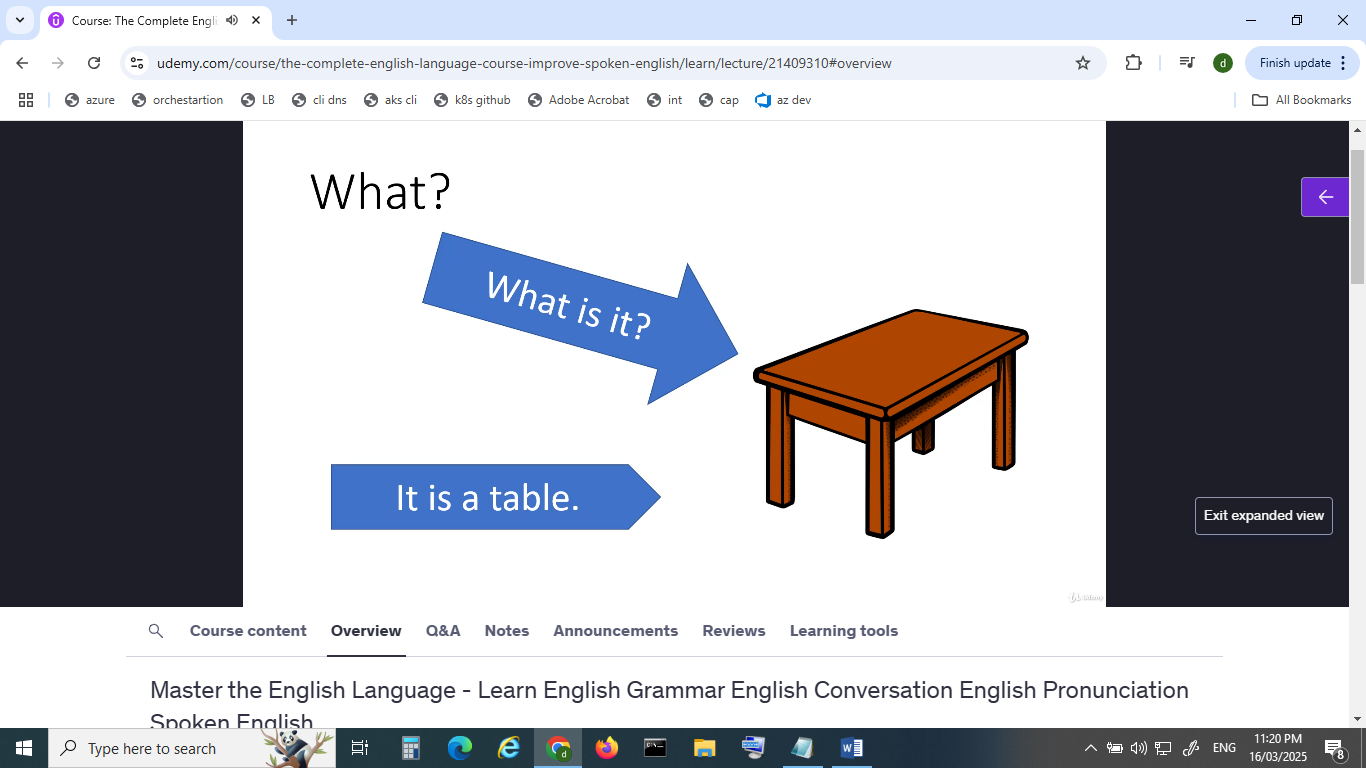 Course: The Complete Engli
udemy.com/course/the-complete-english-language-course-improve-spoken-english/learn/lecture/21409310#overview
d
Finish update
azure
orchestartion
LB
cli dns
aks cli
k8s github
Adobe Acrobat
int
cap
az dev
All Bookmarks
What?
What is it?
It is a table.
Exit expanded view
Udemy
Course content
Overview
Q&A
Notes
Announcements
Reviews
Learning tools
Master the English Language - Learn English Grammar English Conversation English Pronunciation
Spoken English
Type here to search
ENG
11:20 PM
16/03/2025
8